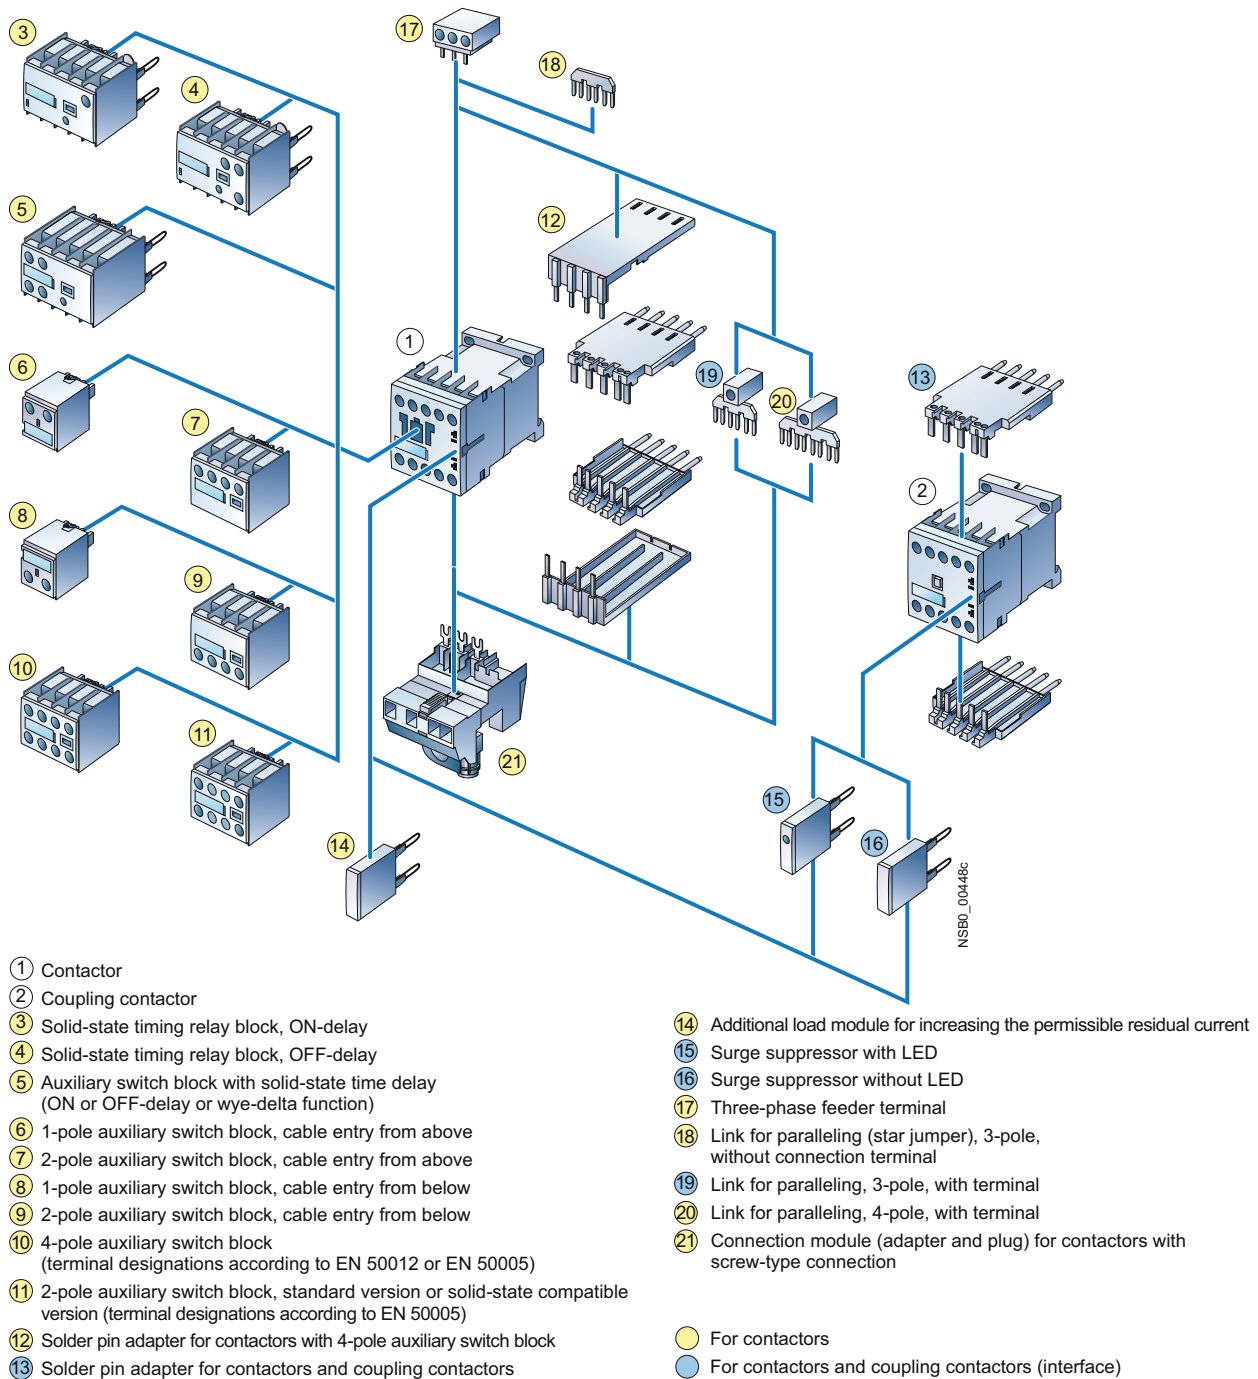 3
17
18
4
5
12
1
6
19
20
13
7
2
8
9
10
11
21
15
14
16
NSB0_00448c
1 Contactor
2 Coupling contactor
3 Solid-state timing relay block, ON-delay
4 Solid-state timing relay block, OFF-delay
5 Auxiliary switch block with solid-state time delay
(ON or OFF-delay or wye-delta function)
6 1-pole auxiliary switch block, cable entry from above
7 2-pole auxiliary switch block, cable entry from above
8 1-pole auxiliary switch block, cable entry from below
9 2-pole auxiliary switch block, cable entry from below
10 4-pole auxiliary switch block
(terminal designations according to EN 50012 or EN 50005)
11 2-pole auxiliary switch block, standard version or solid-state compatible
version (terminal designations according to EN 50005)
12 Solder pin adapter for contactors with 4-pole auxiliary switch block
13 Solder pin adapter for contactors and coupling contactors
14 Additional load module for increasing the permissible residual current
15 Surge suppressor with LED
16 Surge suppressor without LED
17 Three-phase feeder terminal
18 Link for paralleling (star jumper), 3-pole,
without connection terminal
19 Link for paralleling, 3-pole, with terminal
20 Link for paralleling, 4-pole, with terminal
21 Connection module (adapter and plug) for contactors with
screw-type connection
For contactors
For contactors and coupling contactors (interface)